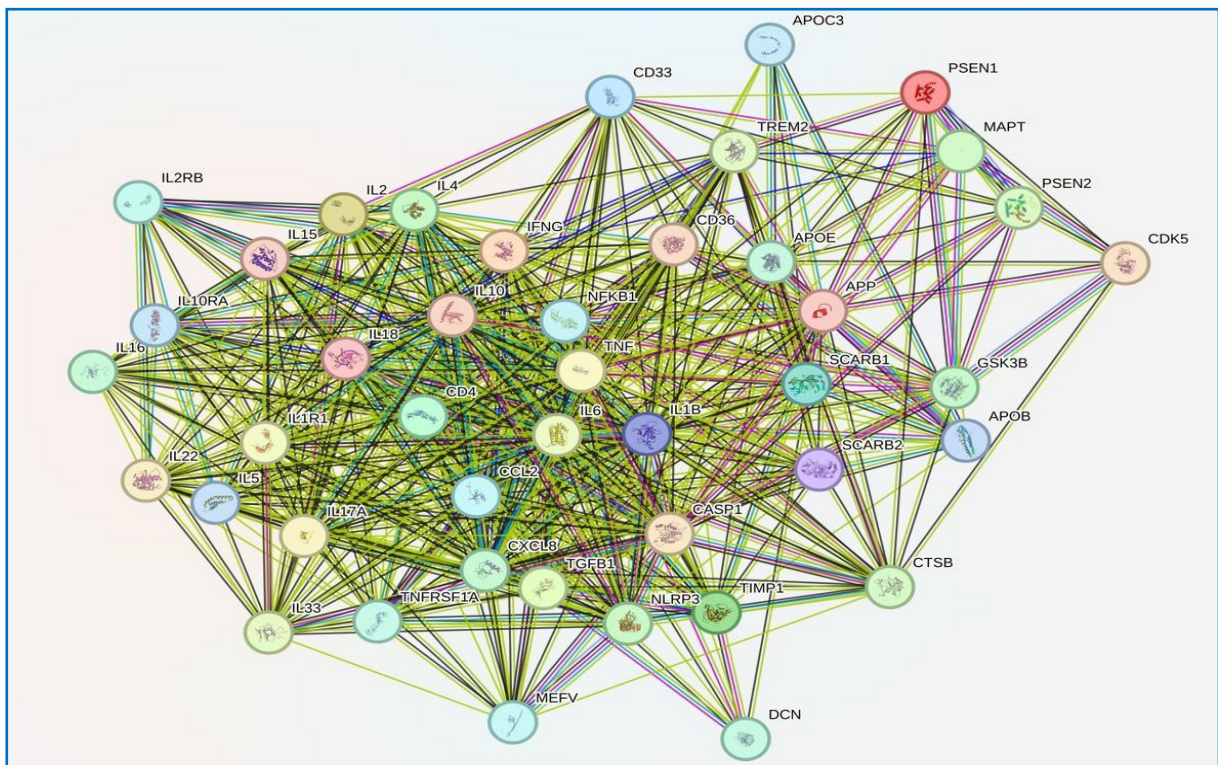 APOC3
CD33
PSEN1
TREM2
MAPT
IL2RB
IL2
IL4
PSEN2
IL15
IFNG
CD36
APOE
CDK5
IL10RA
IL10
NFKB1
APP
IL16
IL18
TNF
SCARB1
GSK3B
CD4
IL1R1
IL6
IL1B
APOB
SCARB2
IL22
IL5
CCL2
IL17A
CASP1
CXCL8
TGFB1
CTSB
IL33
TNFRSF1A
NLRP3
TIMP1
MEFV
DCN